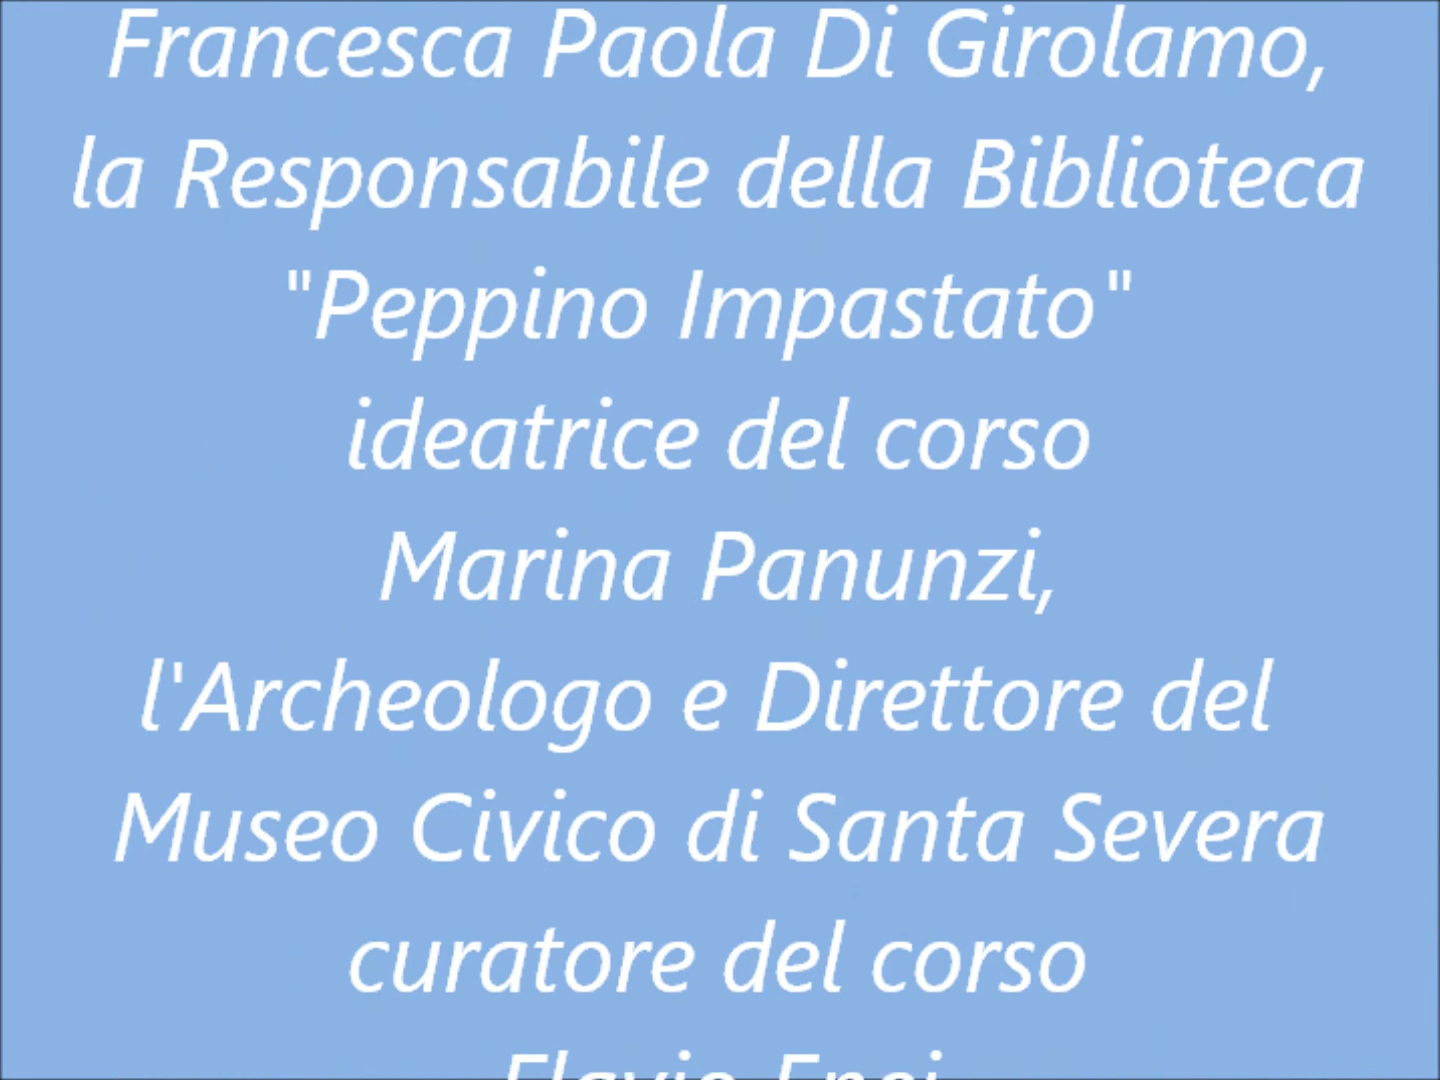 Francesca Paola Di Girolamo,
la Responsabile della Biblioteca
"Peppino Impastato"
ideatrice del corso
Marina Panunzi,
l'Archeologo e Direttore del
Museo Civico di Santa Severa
curatore del corso
Flavio Enei